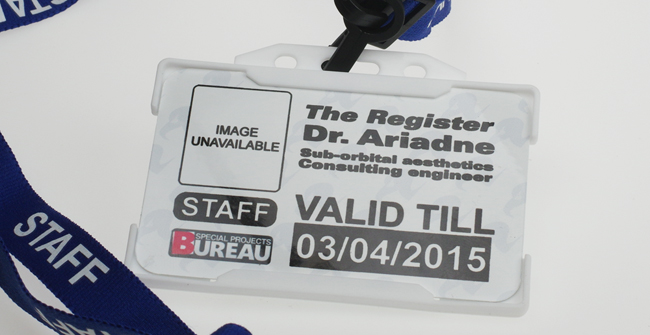 IMAGE
UNAVAILABLE
The Register
Dr. Ariadne
Sub-orbital aesthetics
Consulting engineer
STAFF
VALID TILL
SPECIAL PROJECTS
BUREAU
03/04/2015
STAFF